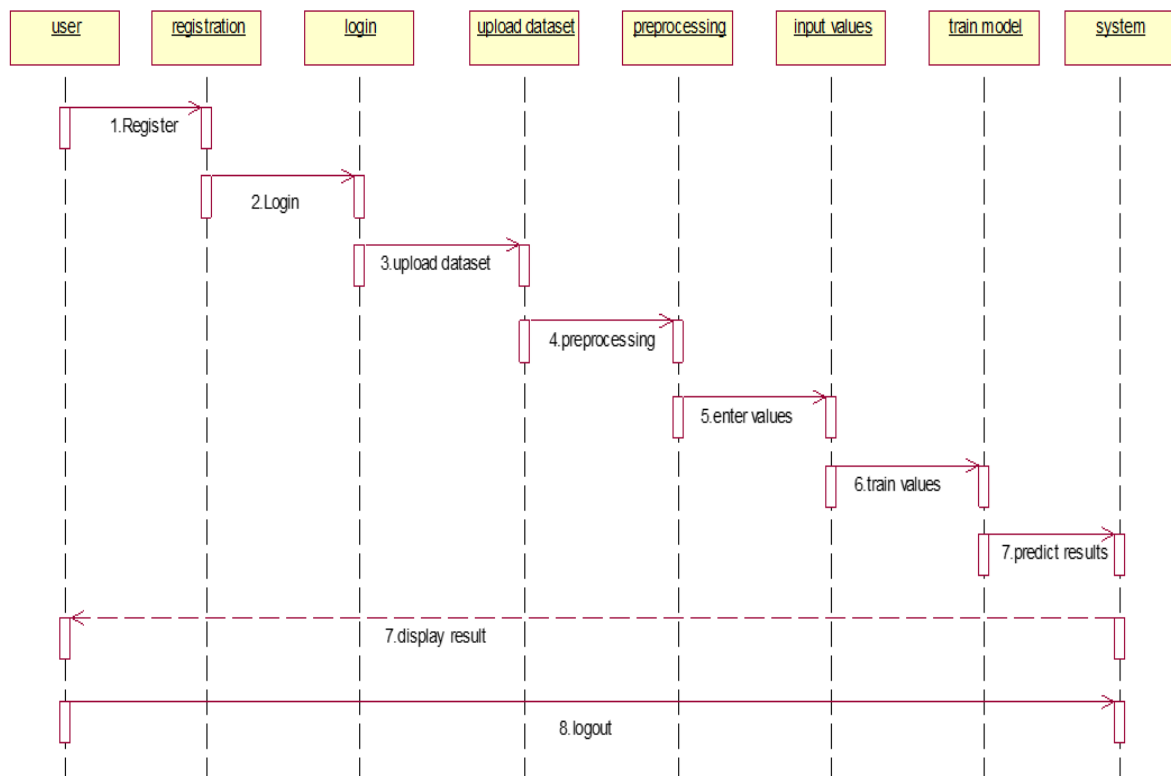 user
registration
login
upload dataset
preprocessing
input values
train model
system
1.Register
2.Login
3.upload dataset
4.preprocessing
5.enter values
6.train values
7.predict results
7.display result
8.logout